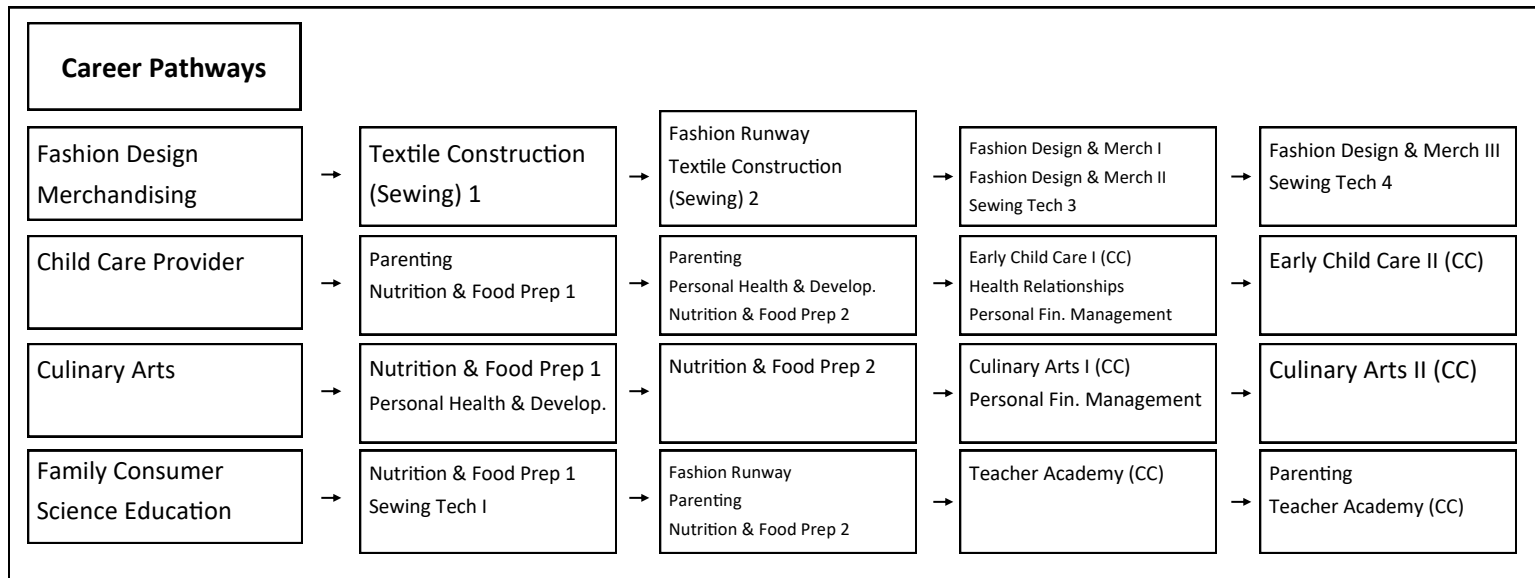 Career Pathways
Fashion Design
Merchandising
Textile Construction
(Sewing) 1
Fashion Runway
Textile Construction
(Sewing) 2
Fashion Design & Merch I
Fashion Design & Merch II
Sewing Tech 3
Fashion Design & Merch III
Sewing Tech 4
Child Care Provider
Parenting
Nutrition & Food Prep 1
Parenting
Personal Health & Develop.
Nutrition & Food Prep 2
Early Child Care I (CC)
Health Relationships
Personal Fin. Management
Early Child Care II (CC)
Culinary Arts
Nutrition & Food Prep 1
Personal Health & Develop.
Nutrition & Food Prep 2
Culinary Arts I (CC)
Personal Fin. Management
Culinary Arts II (CC)
Family Consumer
Science Education
Nutrition & Food Prep 1
Sewing Tech I
Fashion Runway
Parenting
Nutrition & Food Prep 2
Teacher Academy (CC)
Parenting
Teacher Academy (CC)